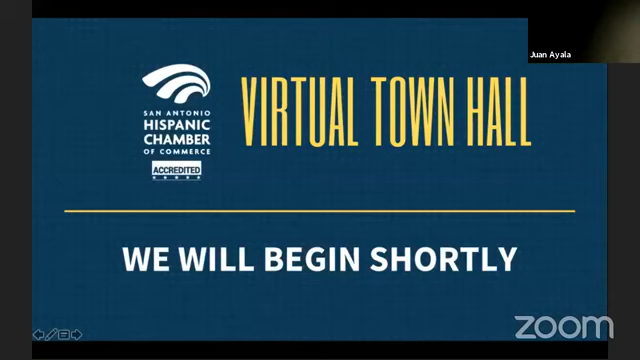 Juan Ayala
VIRTUAL TOWN HALL
SAN ANTONIO
HISPANIC
CHAMBER
OF COMMERCE
ACCREDITED
WE WILL BEGIN SHORTLY
zoom